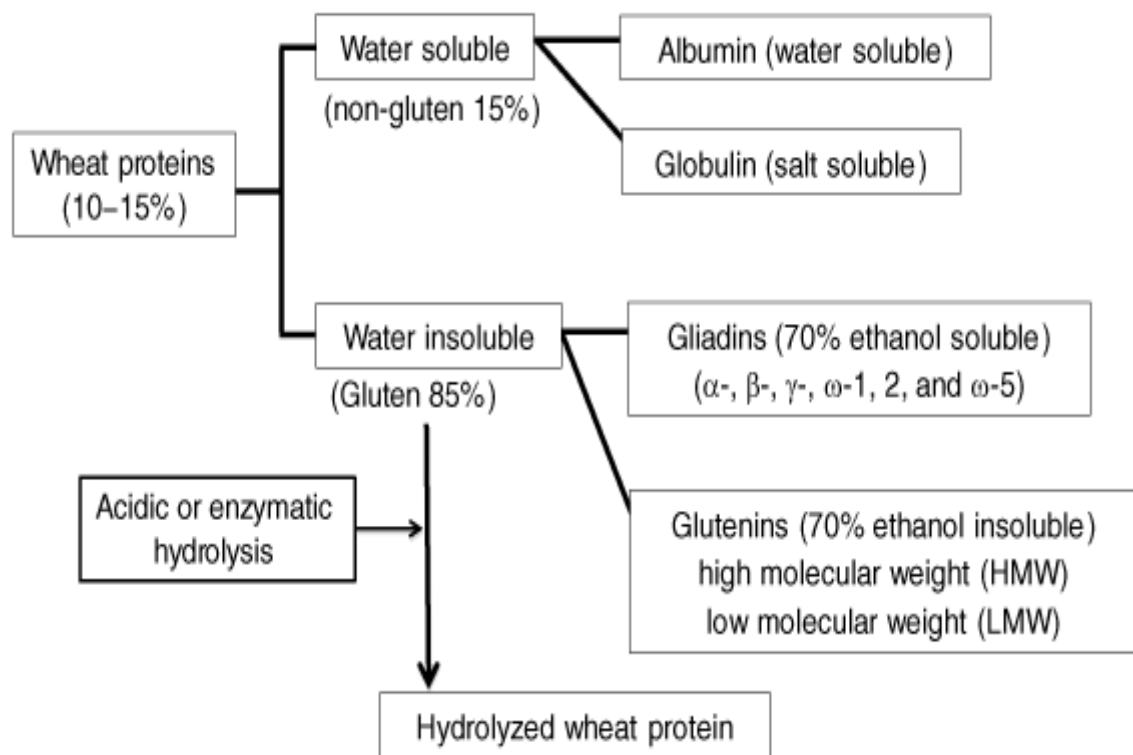 Water soluble
(non-gluten 15%)
Albumin (water soluble)
Globulin (salt soluble)
Wheat proteins
(10–15%)
Water insoluble
(Gluten 85%)
Gliadins (70% ethanol soluble)
(α-, β-, γ-, ω-1, 2, and ω-5)
Acidic or enzymatic
hydrolysis
Glutenins (70% ethanol insoluble)
high molecular weight (HMW)
low molecular weight (LMW)
Hydrolyzed wheat protein